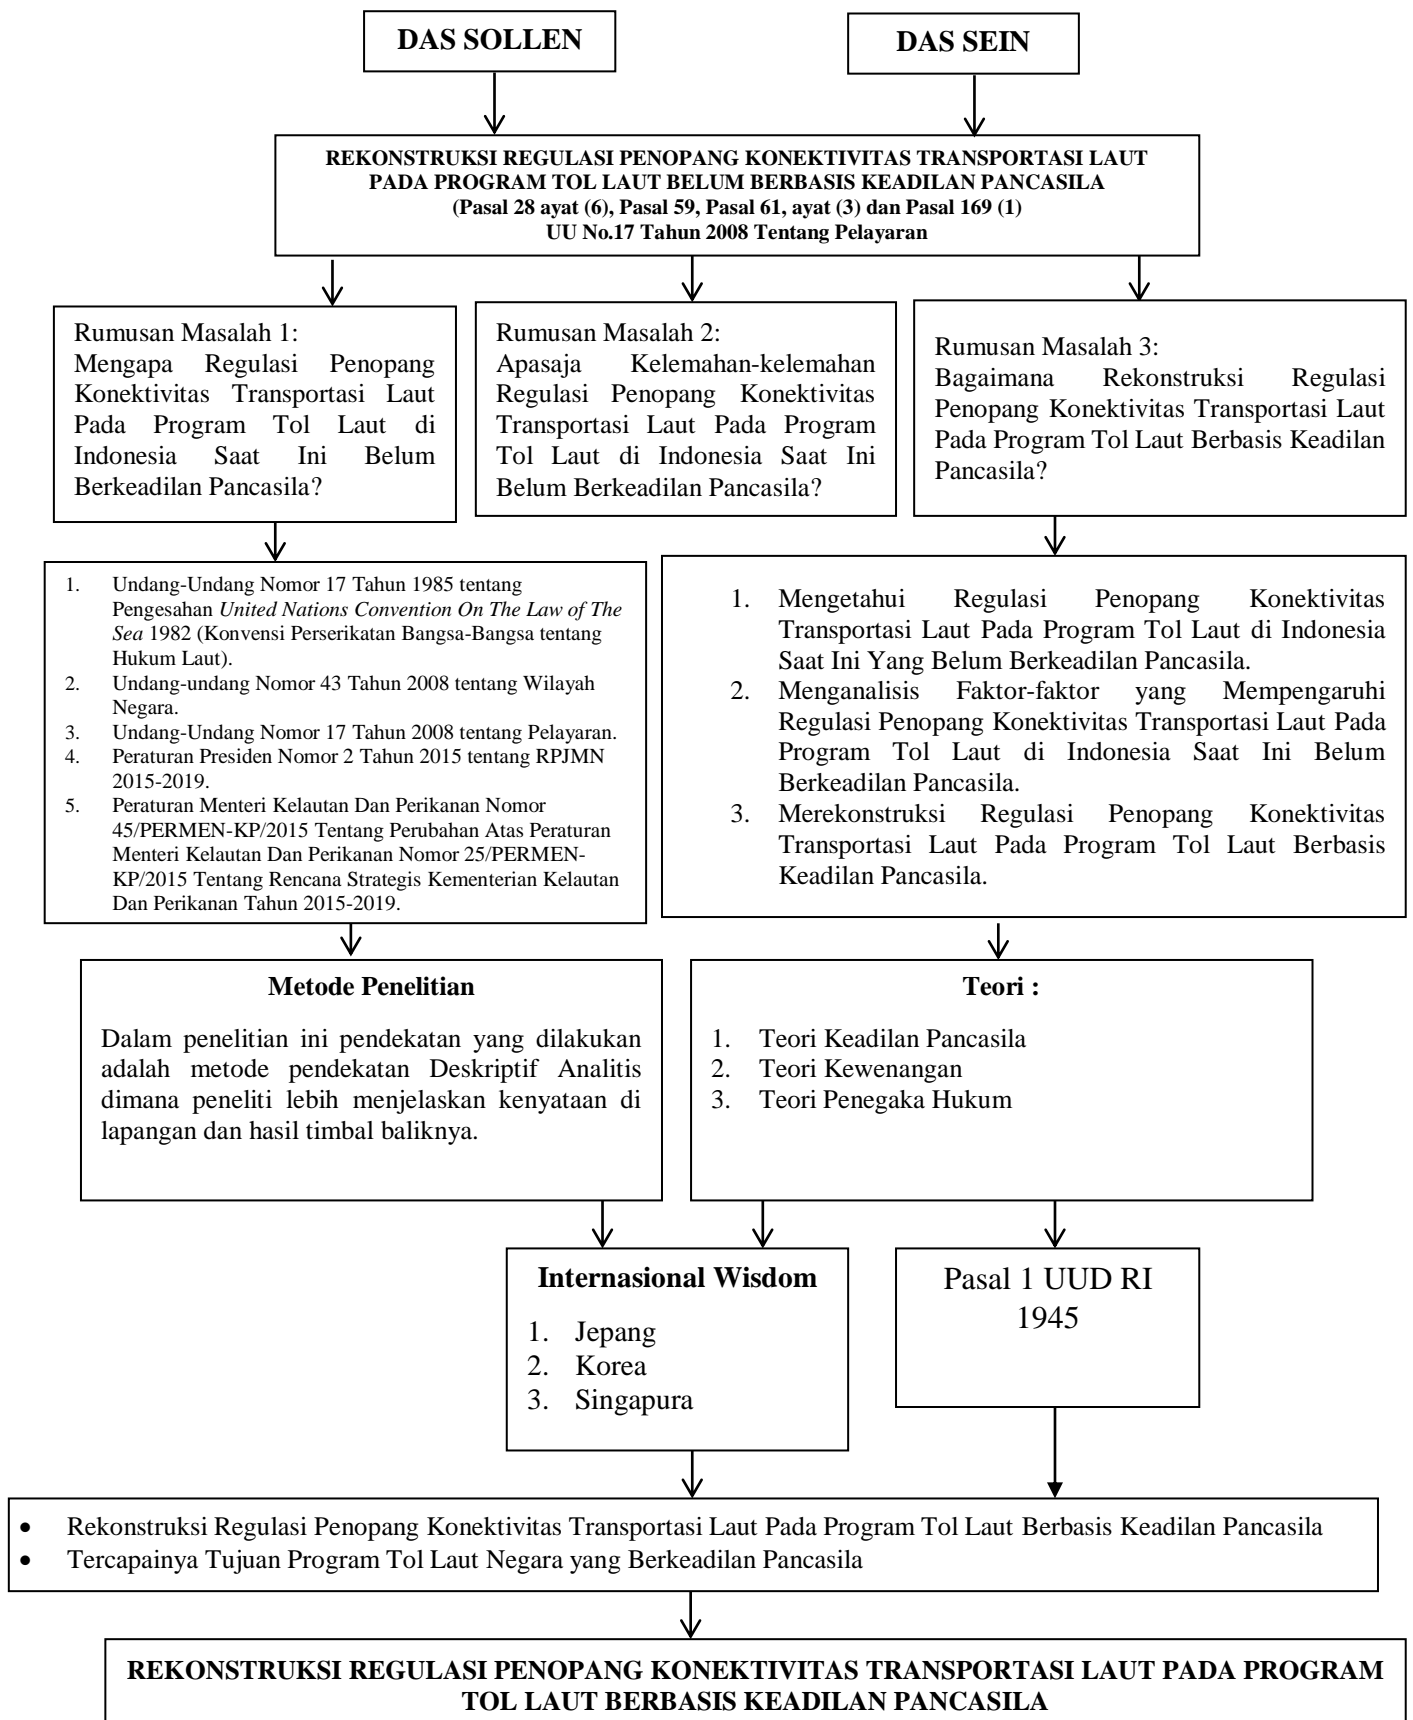 DAS SOLLEN
DAS SEIN
REKONSTRUKSI REGULASI PENOPANG KONEKTIVITAS TRANSPORTASI LAUT
PADA PROGRAM TOL LAUT BELUM BERBASIS KEADILAN PANCASILA
(Pasal 28 ayat (6), Pasal 59, Pasal 61, ayat (3) dan Pasal 169 (1)
UU No.17 Tahun 2008 Tentang Pelayaran
Rumusan Masalah 1:
Mengapa Regulasi Penopang
Konektivitas Transportasi Laut
Pada Program Tol Laut di
Indonesia Saat Ini Belum
Berkeadilan Pancasila?
Rumusan Masalah 2:
Apasaja Kelemahan-kelemahan
Regulasi Penopang Konektivitas
Transportasi Laut Pada Program
Tol Laut di Indonesia Saat Ini
Belum Berkeadilan Pancasila?
Rumusan Masalah 3:
Bagaimana Rekonstruksi Regulasi
Penopang Konektivitas Transportasi Laut
Pada Program Tol Laut Berbasis Keadilan
Pancasila?
1. Undang-Undang Nomor 17 Tahun 1985 tentang
Pengesahan United Nations Convention On The Law of The
Sea 1982 (Konvensi Perserikatan Bangsa-Bangsa tentang
Hukum Laut).
2. Undang-undang Nomor 43 Tahun 2008 tentang Wilayah
Negara.
3. Undang-Undang Nomor 17 Tahun 2008 tentang Pelayaran.
4. Peraturan Presiden Nomor 2 Tahun 2015 tentang RPJMN
2015-2019.
5. Peraturan Menteri Kelautan Dan Perikanan Nomor
45/PERMEN-KP/2015 Tentang Perubahan Atas Peraturan
Menteri Kelautan Dan Perikanan Nomor 25/PERMEN-
KP/2015 Tentang Rencana Strategis Kementerian Kelautan
Dan Perikanan Tahun 2015-2019.
1. Mengetahui Regulasi Penopang Konektivitas
Transportasi Laut Pada Program Tol Laut di Indonesia
Saat Ini Yang Belum Berkeadilan Pancasila.
2. Menganalisis Faktor-faktor yang Mempengaruhi
Regulasi Penopang Konektivitas Transportasi Laut Pada
Program Tol Laut di Indonesia Saat Ini Belum
Berkeadilan Pancasila.
3. Merekonstruksi Regulasi Penopang Konektivitas
Transportasi Laut Pada Program Tol Laut Berbasis
Keadilan Pancasila.
Metode Penelitian
Dalam penelitian ini pendekatan yang dilakukan
adalah metode pendekatan Deskriptif Analitis
dimana peneliti lebih menjelaskan kenyataan di
lapangan dan hasil timbal baliknya.
Teori :
1. Teori Keadilan Pancasila
2. Teori Kewenangan
3. Teori Penegaka Hukum
Internasional Wisdom
1. Jepang
2. Korea
3. Singapura
Pasal 1 UUD RI
1945
• Rekonstruksi Regulasi Penopang Konektivitas Transportasi Laut Pada Program Tol Laut Berbasis Keadilan Pancasila
• Tercapainya Tujuan Program Tol Laut Negara yang Berkeadilan Pancasila
REKONSTRUKSI REGULASI PENOPANG KONEKTIVITAS TRANSPORTASI LAUT PADA PROGRAM
TOL LAUT BERBASIS KEADILAN PANCASILA